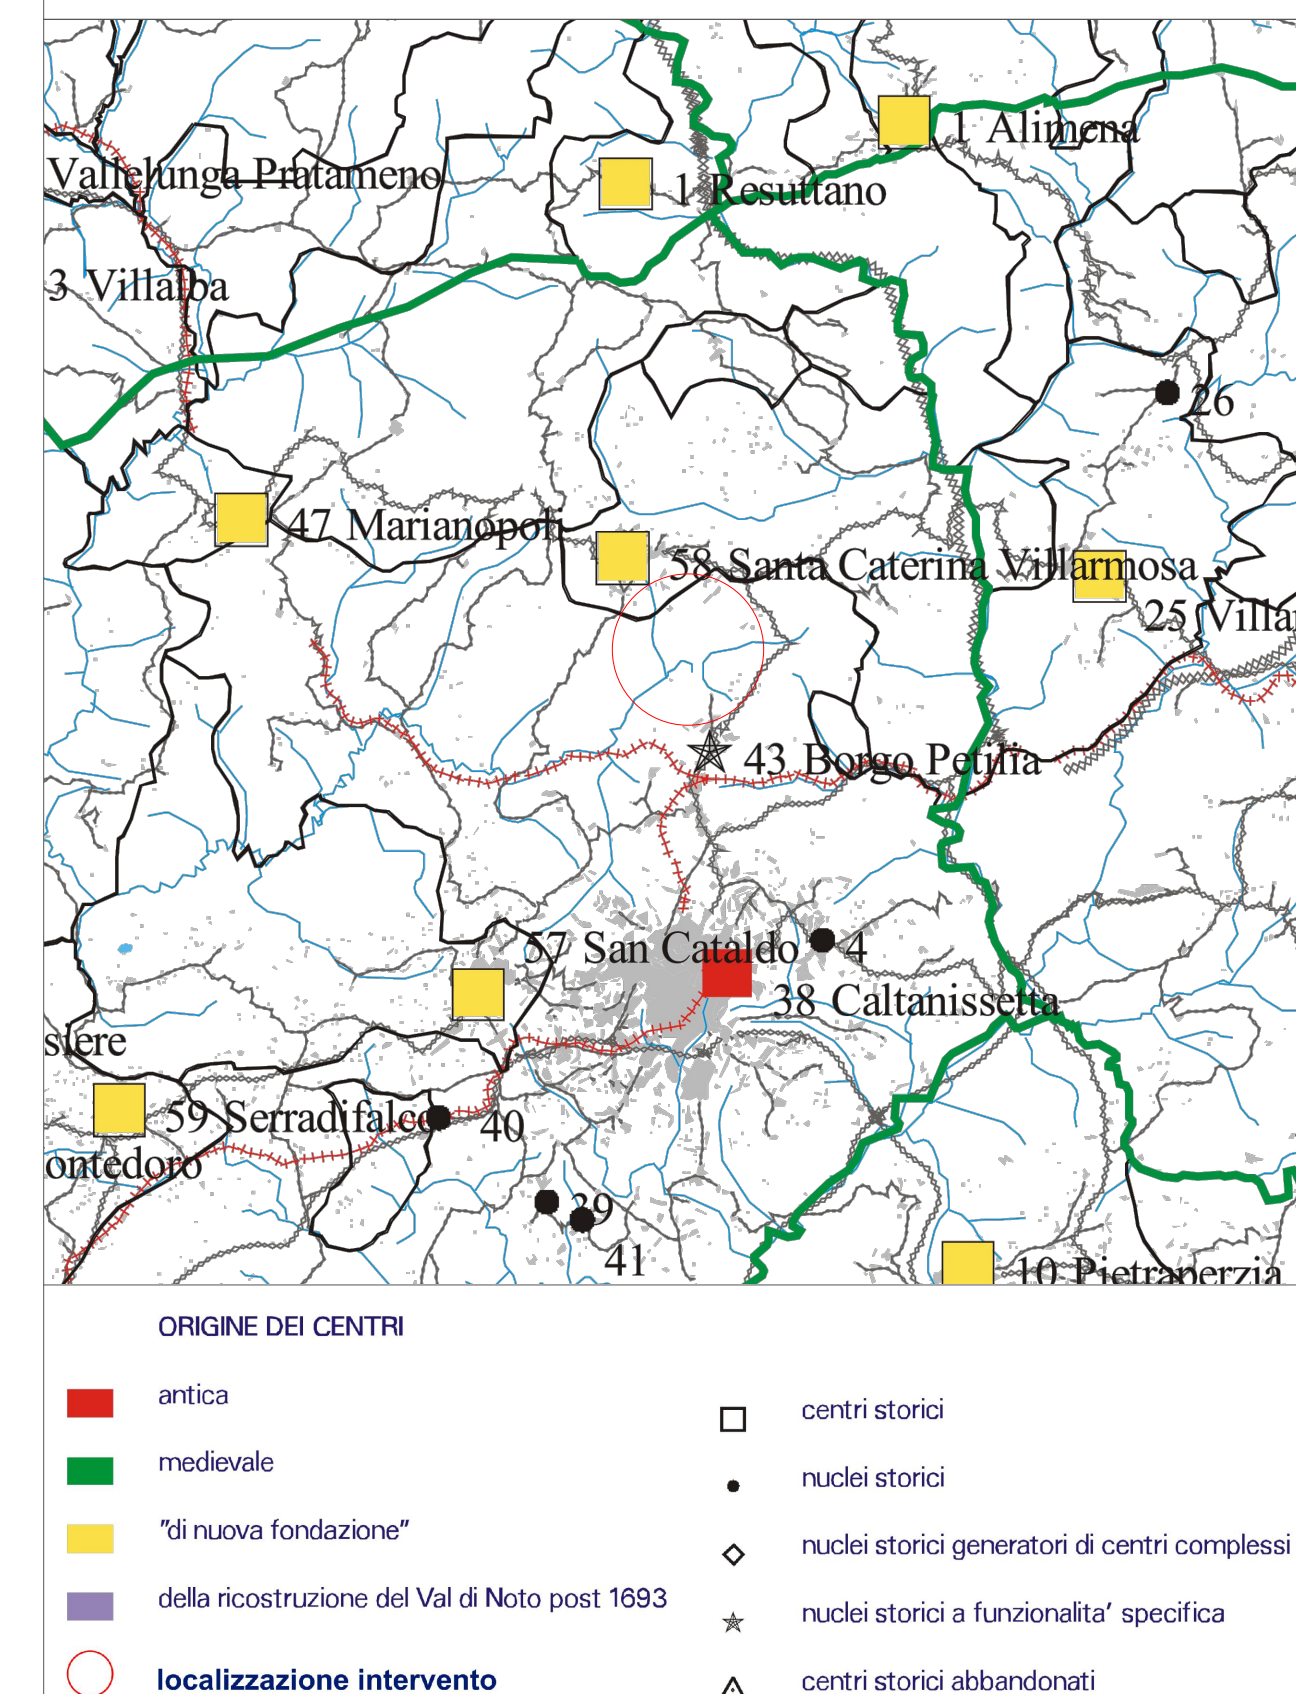 1 Alimena
Vallelunga Pratameno
1 Resuttano
3 Villalba
26
47 Marianopoli
58 Santa Caterina Villarmosa
25 Villar
43 Borgo Petilia
57 San Cataldo
4
38 Caltanissetta
siere
59 Serradifalco
40
ontedoro
39
41
10 Pietraperzia
ORIGINE DEI CENTRI
antica
medievale
"di nuova fondazione"
della ricostruzione del Val di Noto post 1693
localizzazione intervento
centri storici
nuclei storici
nuclei storici generatori di centri complessi
nuclei storici a funzionalita' specifica
centri storici abbandonati